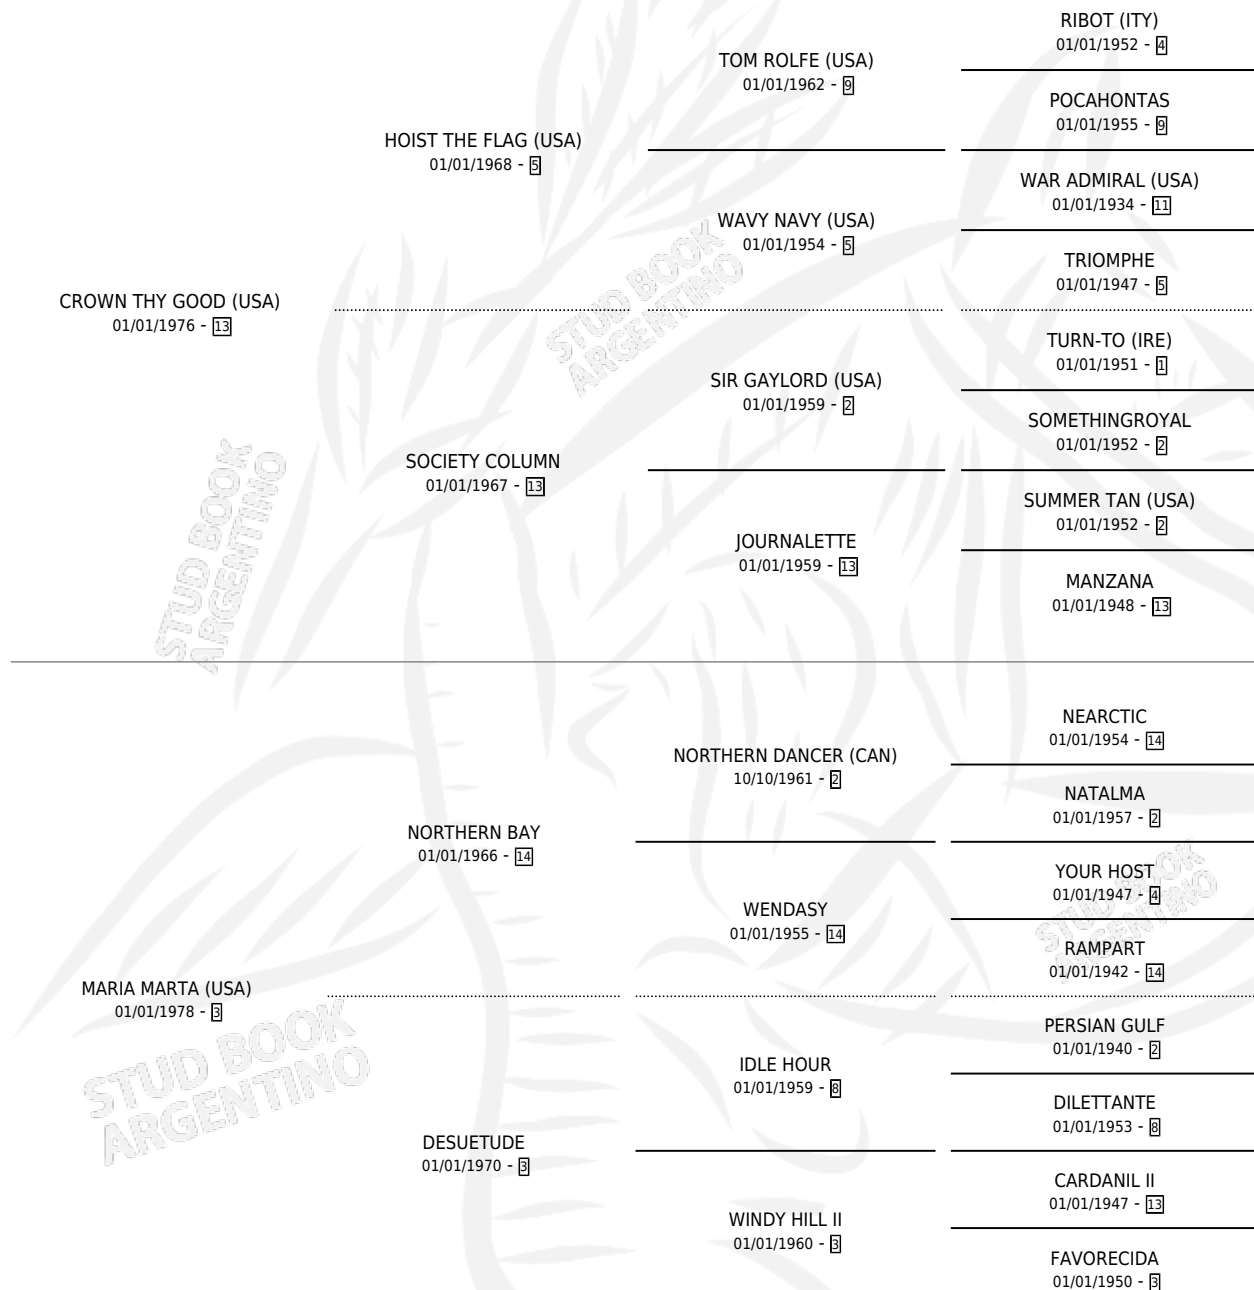 RIBOT (ITY)
01/01/1952 - 4
TOM ROLFE (USA)
01/01/1962 - 9
POCAHONTAS
01/01/1955 - 9
HOIST THE FLAG (USA)
01/01/1968 - 5
WAR ADMIRAL (USA)
01/01/1934 - 11
WAVY NAVY (USA)
01/01/1954 - 5
TRIOMPHE
01/01/1947 - 5
CROWN THY GOOD (USA)
01/01/1976 - 13
TURN-TO (IRE)
01/01/1951 - 1
SIR GAYLORD (USA)
01/01/1959 - 2
SOMETHINGROYAL
01/01/1952 - 2
SOCIETY COLUMN
01/01/1967 - 13
SUMMER TAN (USA)
01/01/1952 - 2
JOURNALETTE
01/01/1959 - 13
MANZANA
01/01/1948 - 13
NEARCTIC
01/01/1954 - 14
NORTHERN DANCER (CAN)
10/10/1961 - 2
NATALMA
01/01/1957 - 2
NORTHERN BAY
01/01/1966 - 14
YOUR HOST
01/01/1947 - 4
WENDASY
01/01/1955 - 14
RAMPART
01/01/1942 - 14
MARIA MARTA (USA)
01/01/1978 - 3
PERSIAN GULF
01/01/1940 - 2
IDLE HOUR
01/01/1959 - 8
DILETTANTE
01/01/1953 - 8
DESUETUDE
01/01/1970 - 3
CARDANIL II
01/01/1947 - 13
WINDY HILL II
01/01/1960 - 3
FAVORECIDA
01/01/1950 - 3
STUD BOOK
ARGENTINO
STUD BOOK
ARGENTINO
STUD BOOK
ARGENTINO
STUD BOOK
ARGENTINO